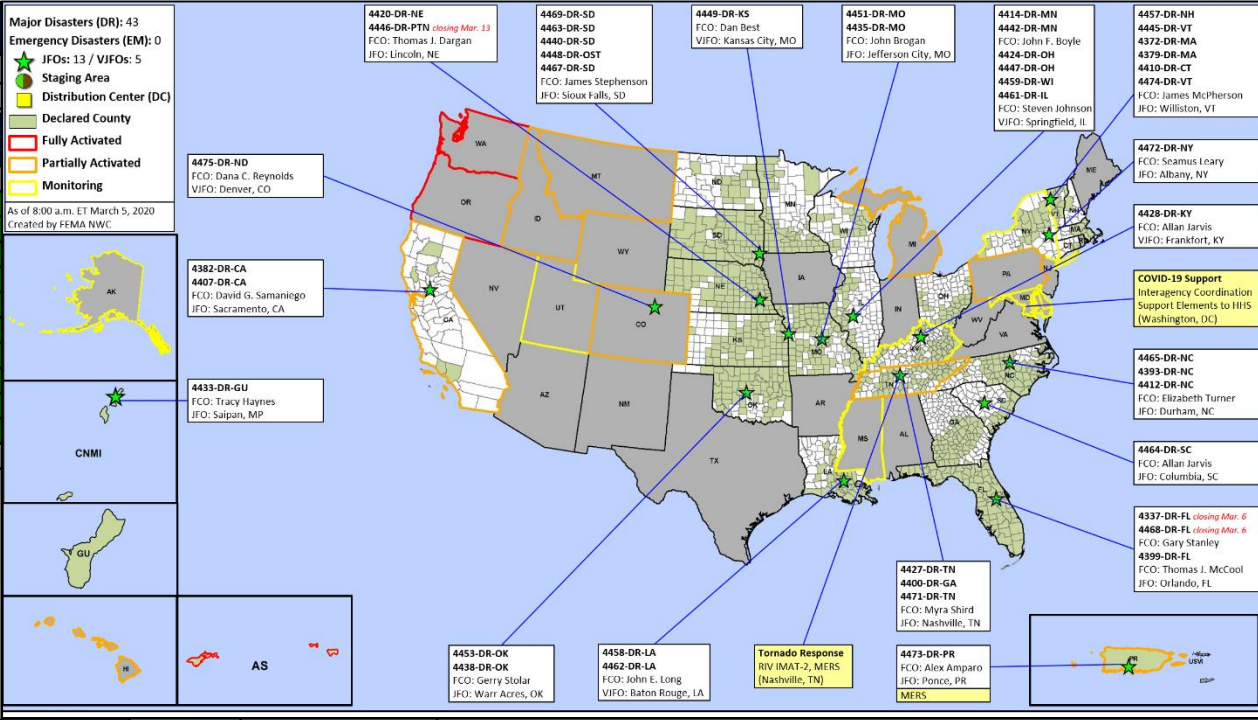 Major Disasters (DR): 43
Emergency Disasters (EM): 0
JFOs: 13 / VJFOs: 5
Staging Area
Distribution Center (DC)
Declared County
Fully Activated
Partially Activated
Monitoring
As of 8:00 a.m. ET March 5, 2020
Created by FEMA NWC
4420-DR-NE
4446-DR-PTN closing Mar. 13
FCO: Thomas J. Dargan
JFO: Lincoln, NE
4469-DR-SD
4463-DR-SD
4440-DR-SD
4448-DR-OST
4467-DR-SD
FCO: James Stephenson
JFO: Sioux Falls, SD
4449-DR-KS
FCO: Dan Best
VJFO: Kansas City, MO
4451-DR-MO
4435-DR-MO
FCO: John Brogan
JFO: Jefferson City, MO
4414-DR-MN
4442-DR-MN
FCO: John F. Boyle
4424-DR-OH
4447-DR-OH
4459-DR-WI
4461-DR-IL
FCO: Steven Johnson
VJFO: Springfield, IL
4457-DR-NH
4445-DR-VT
4372-DR-MA
4379-DR-MA
4410-DR-CT
4474-DR-VT
FCO: James McPherson
JFO: Williston, VT
4472-DR-NY
FCO: Seamus Leary
JFO: Albany, NY
4428-DR-KY
FCO: Allan Jarvis
VJFO: Frankfort, KY
COVID-19 Support
Interagency Coordination
Support Elements to HHS
(Washington, DC)
4465-DR-NC
4393-DR-NC
4412-DR-NC
FCO: Elizabeth Turner
JFO: Durham, NC
4464-DR-SC
FCO: Allan Jarvis
JFO: Columbia, SC
4337-DR-FL closing Mar. 6
4468-DR-FL closing Mar. 6
FCO: Gary Stanley
4399-DR-FL
FCO: Thomas J. McCool
JFO: Orlando, FL
4475-DR-ND
FCO: Dana C. Reynolds
VJFO: Denver, CO
4382-DR-CA
4407-DR-CA
FCO: David G. Samaniego
JFO: Sacramento, CA
4433-DR-GU
FCO: Tracy Haynes
JFO: Saipan, MP
4453-DR-OK
4438-DR-OK
FCO: Gerry Stolar
JFO: Warr Acres, OK
4458-DR-LA
4462-DR-LA
FCO: John E. Long
VJFO: Baton Rouge, LA
Tornado Response
RIV IMAT-2, MERS
(Nashville, TN)
4427-DR-TN
4400-DR-GA
4471-DR-TN
FCO: Myra Shird
JFO: Nashville, TN
4473-DR-PR
FCO: Alex Amparo
JFO: Ponce, PR
MERS
WA
OR
MT
ID
WY
ND
SD
NE
KS
OK
TX
NM
AZ
NV
UT
CO
CA
MN
IA
MO
AR
LA
WI
IL
MI
IN
OH
KY
TN
MS
AL
GA
FL
SC
NC
VA
WV
MD
PA
NJ
NY
CT
RI
MA
VT
NH
ME
AK
CNMI
GU
HI
AS
PR
USVI